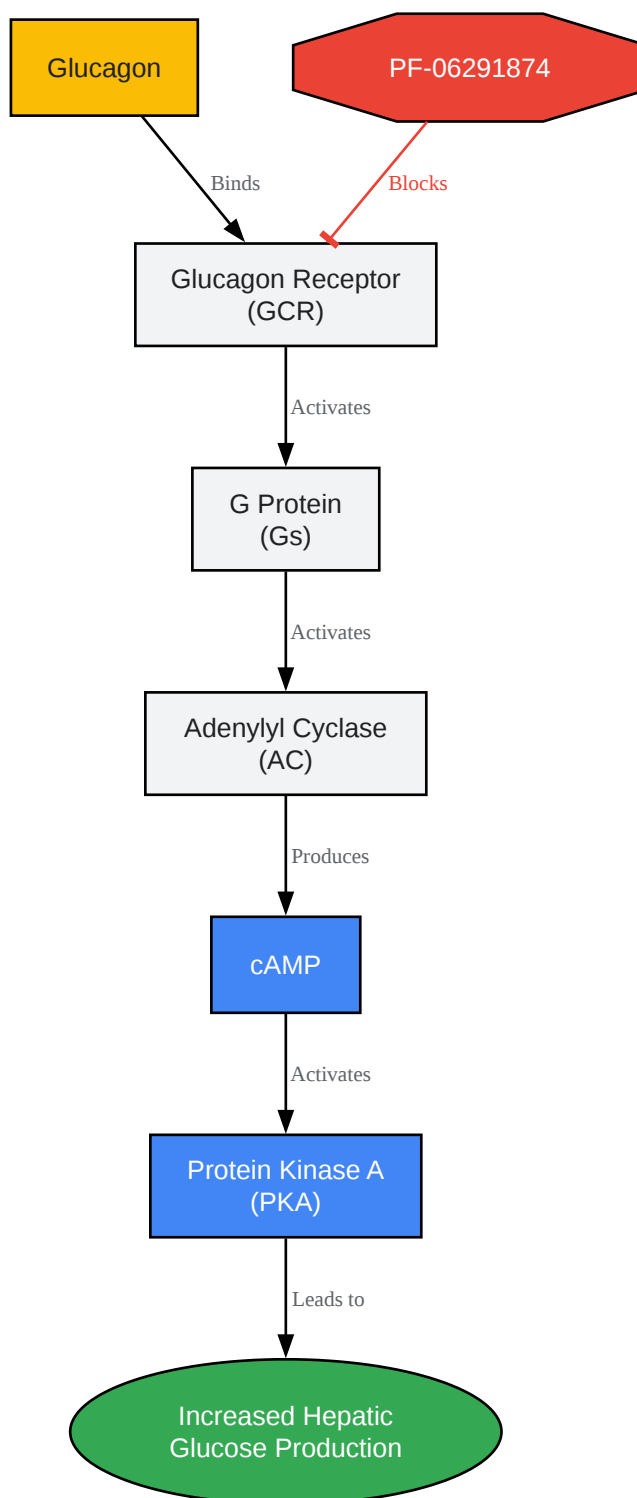 Glucagon
PF-06291874
Binds
Blocks
Glucagon Receptor
(GCR)
Activates
G Protein
(Gs)
Activates
Adenylyl Cyclase
(AC)
Produces
cAMP
Activates
Protein Kinase A
(PKA)
Leads to
Increased Hepatic
Glucose Production